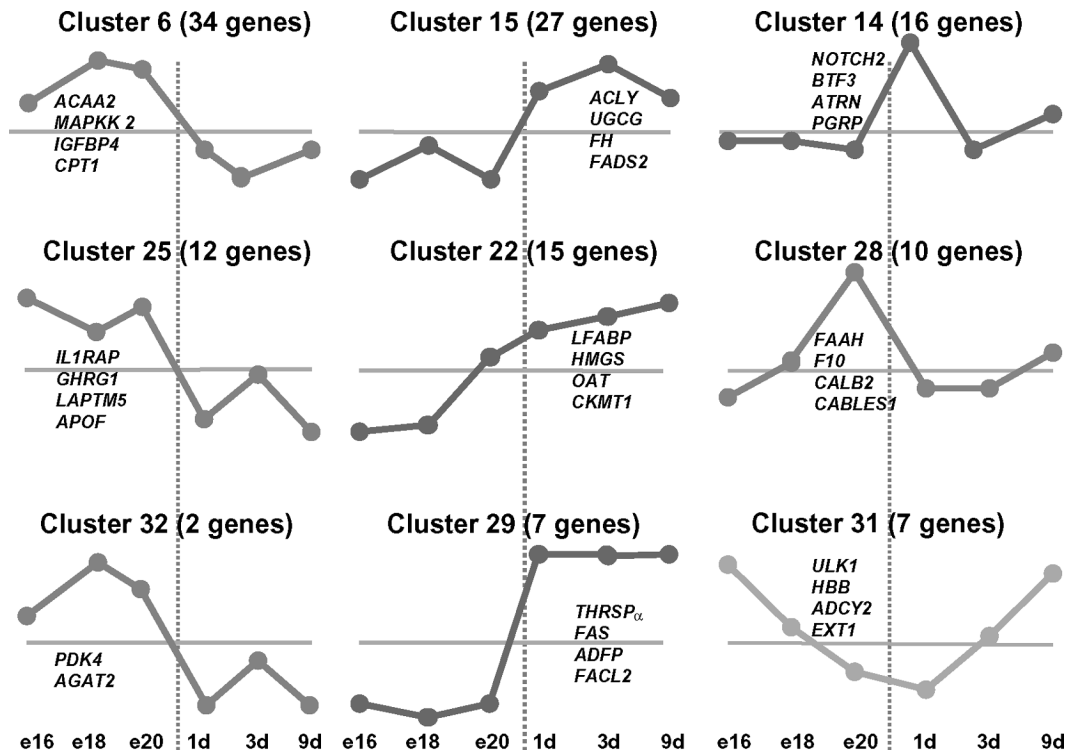 Cluster 6 (34 genes)
ACAA2
MAPKK 2
IGFBP4
CPT1
Cluster 15 (27 genes)
ACLY
UGCG
FH
FADS2
Cluster 14 (16 genes)
NOTCH2
BTF3
ATRN
PGRP
Cluster 25 (12 genes)
IL1RAP
GHRG1
LAPTM5
APOF
Cluster 22 (15 genes)
LFABP
HMGS
OAT
CKMT1
Cluster 28 (10 genes)
FAAH
F10
CALB2
CABLES1
Cluster 32 (2 genes)
PDK4
AGAT2
Cluster 29 (7 genes)
THRSPα
FAS
ADFP
FACL2
Cluster 31 (7 genes)
ULK1
HBB
ADCY2
EXT1
e16 e18 e20 1d 3d 9d
e16 e18 e20 1d 3d 9d
e16 e18 e20 1d 3d 9d